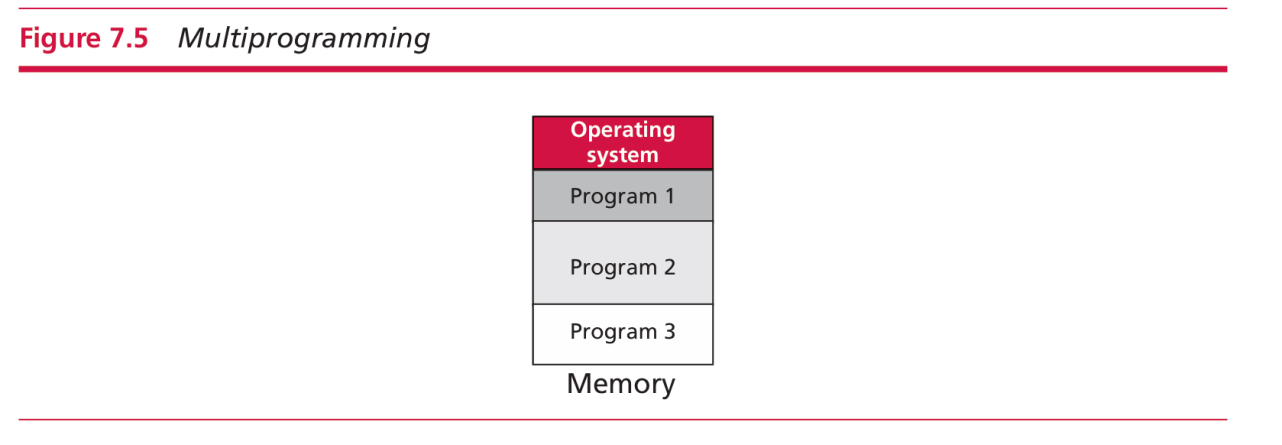 Figure 7.5 Multiprogramming
Operating
system
Program 1
Program 2
Program 3
Memory